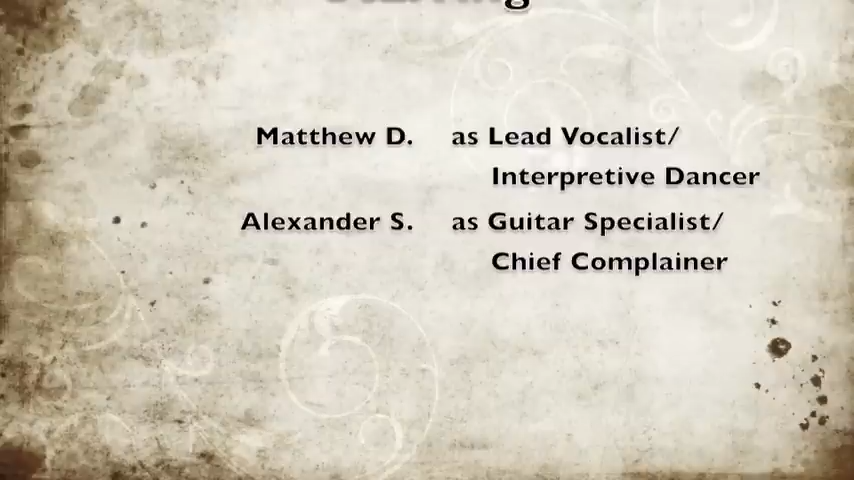 Matthew D. as Lead Vocalist/
Interpretive Dancer
Alexander S. as Guitar Specialist/
Chief Complainer